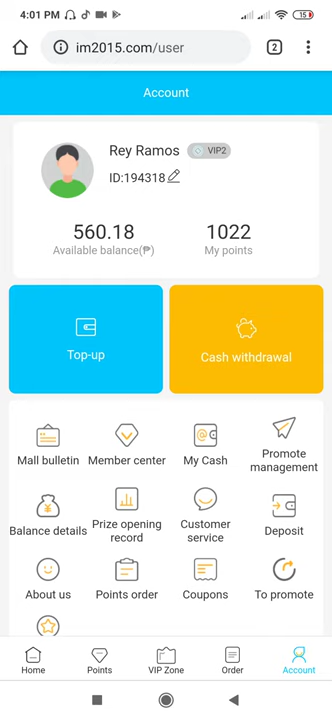 4:01 PM
15
im2015.com/user
2
Account
Rey Ramos VIP2
ID:194318
560.18 1022
Available balance(₱) My points
Top-up
Cash withdrawal
Mall bulletin Member center My Cash Promote management
Balance details Prize opening record Customer service Deposit
About us Points order Coupons To promote
Home Points VIP Zone Order Account